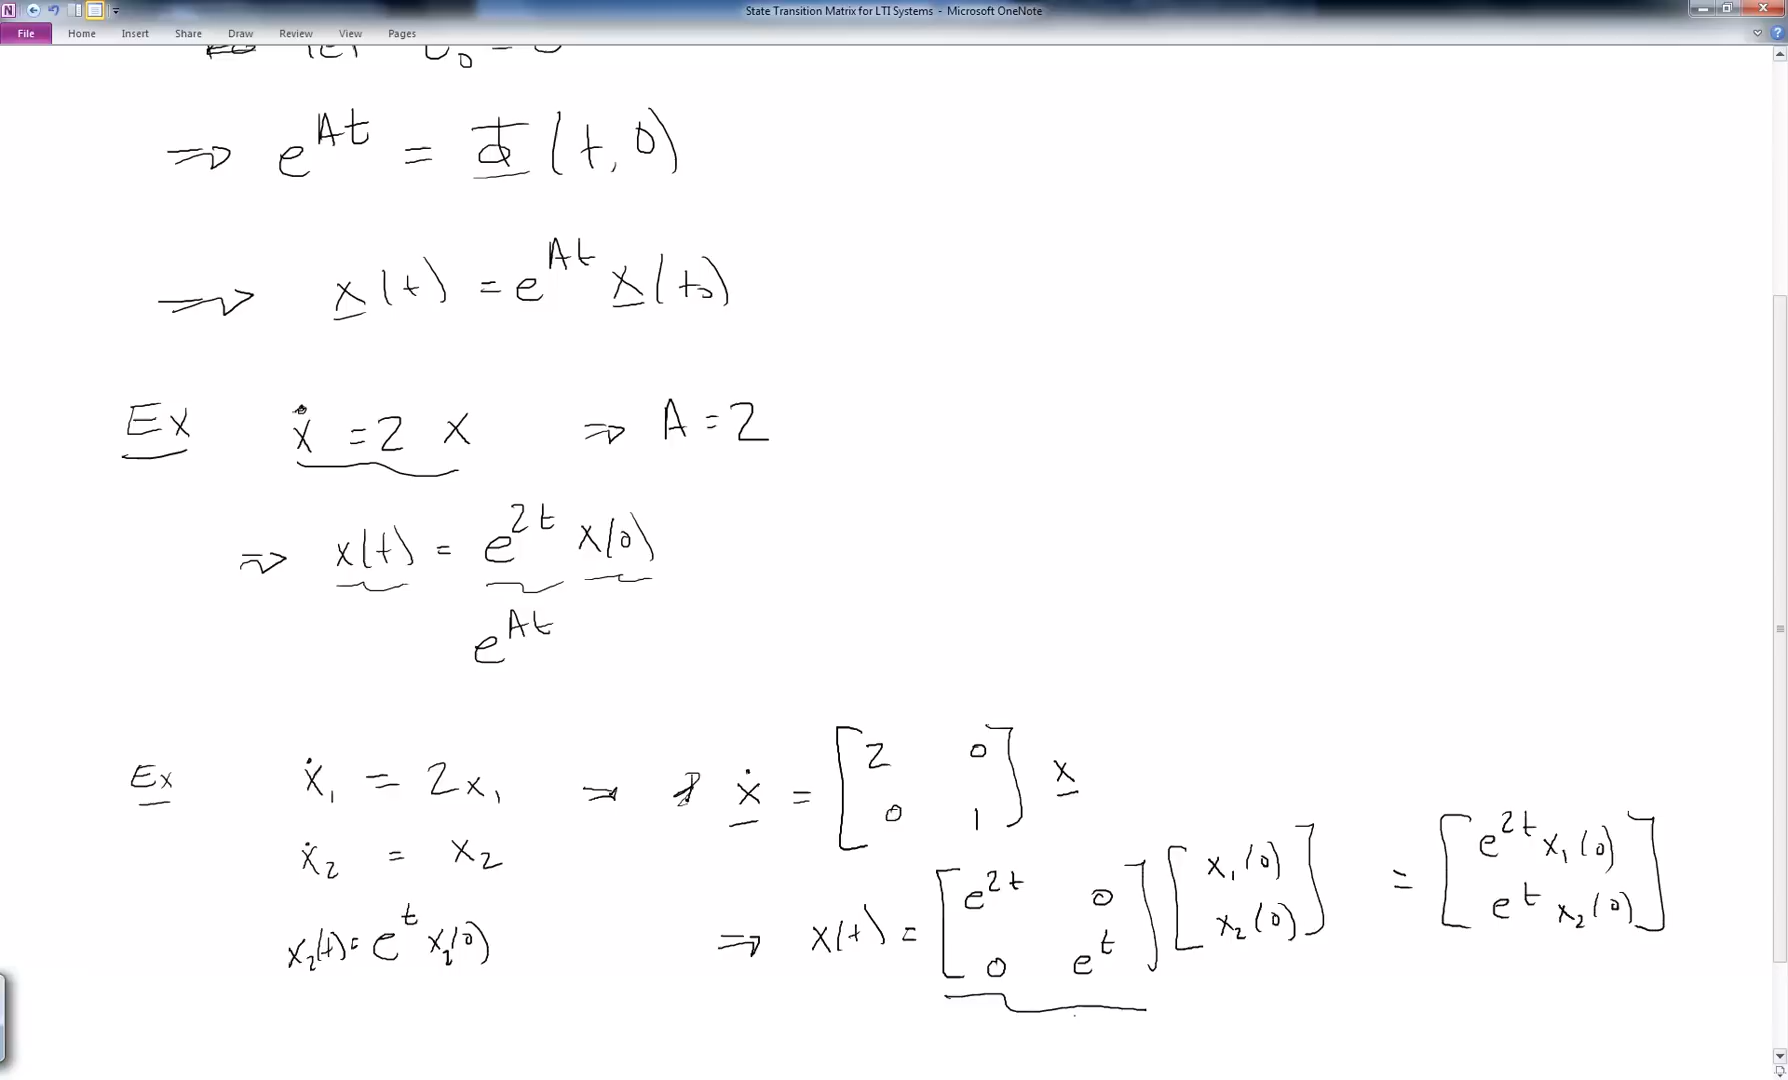 State Transition Matrix for LTI Systems - Microsoft OneNote
File Home Insert Share Draw Review View Pages
let
⇒ e^{At} = Φ(t, 0)
⇒ x(t) = e^{At} x(t₀)
Ex ẋ = 2 x ⇒ A = 2
⇒ x(t) = e^{2t} x(0)
e^{At}
Ex ẋ₁ = 2x₁ ⇒ ẋ = [2 0; 0 1] x
ẋ₂ = x₂
x₂(t) = e^t x₂(0) ⇒ x(t) = [e^{2t} 0; 0 e^t] [x₁(0); x₂(0)] = [e^{2t} x₁(0); e^t x₂(0)]